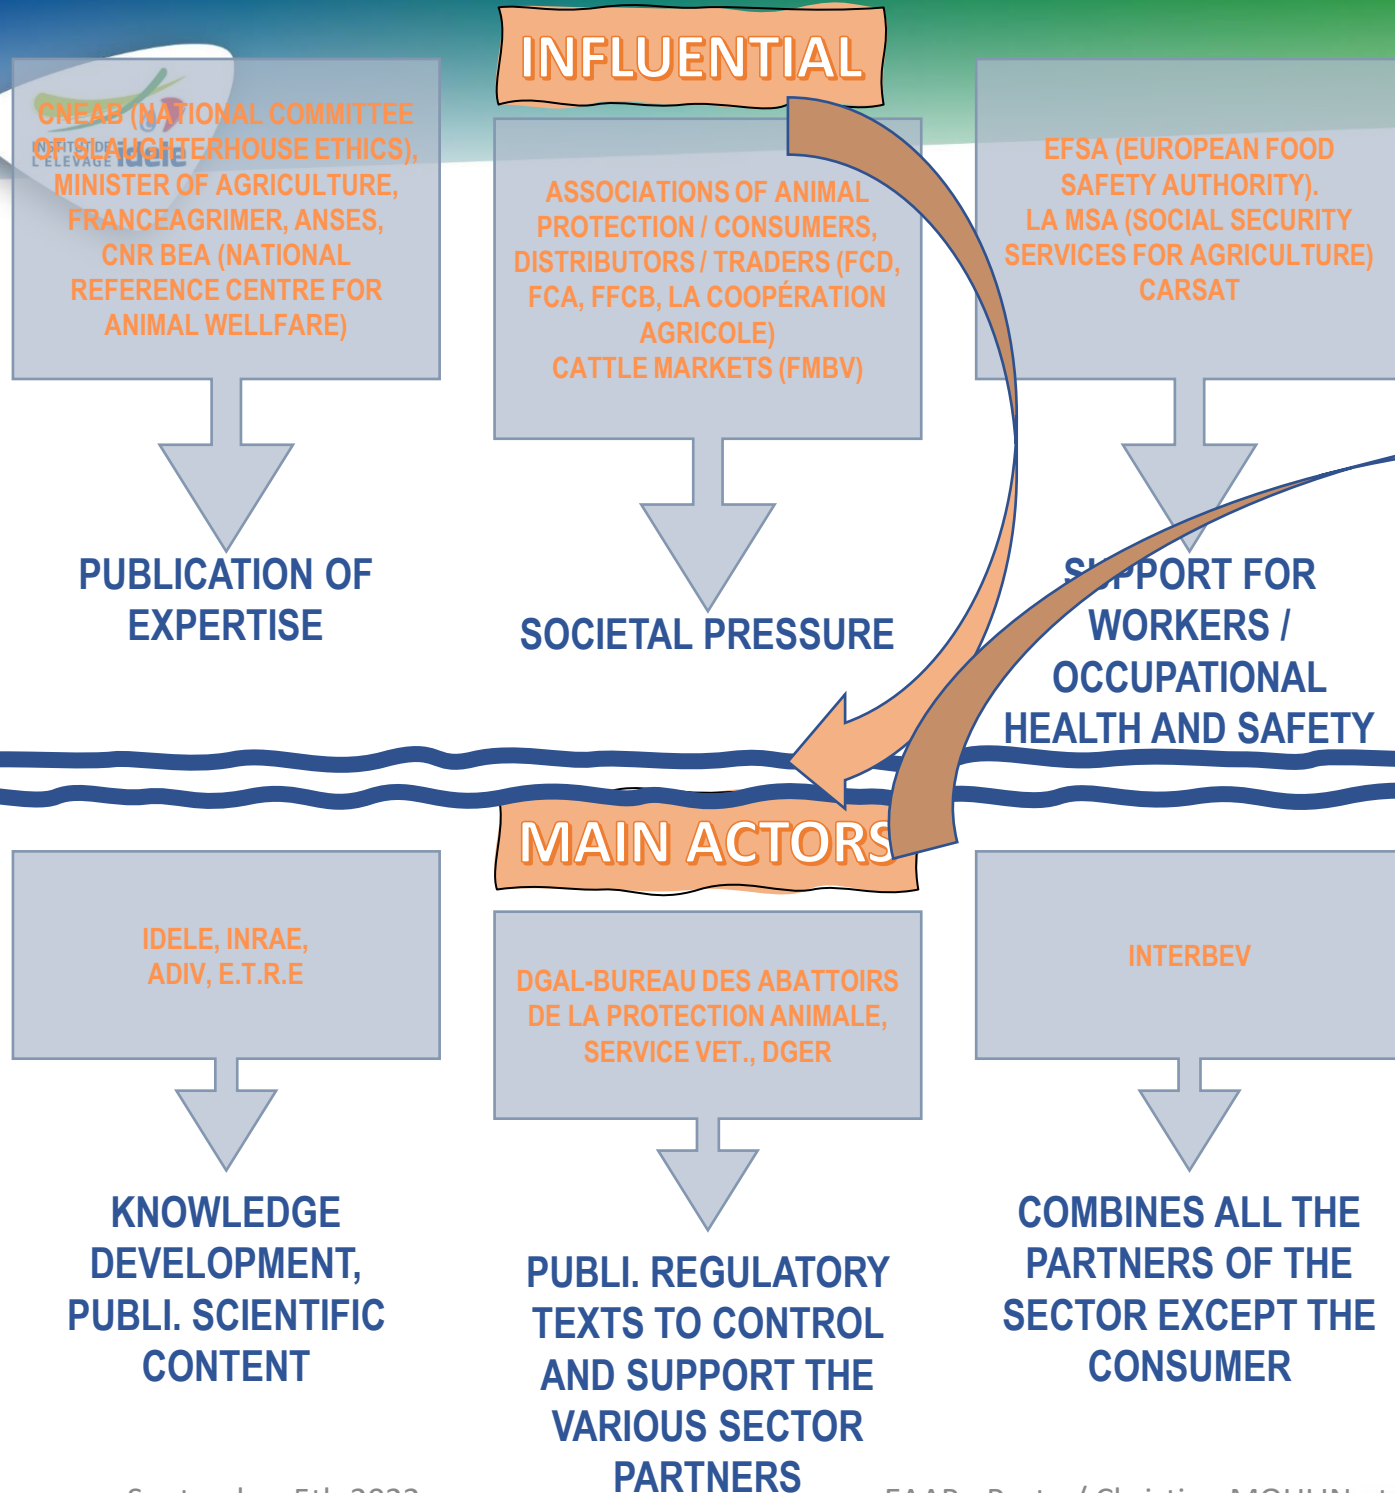 INFLUENTIAL
INSTITUT DE
L'ÉLEVAGE idele
CNEAB (NATIONAL COMMITTEE
OF SLAUGHTERHOUSE ETHICS),
MINISTER OF AGRICULTURE,
FRANCEAGRIMER, ANSES,
CNR BEA (NATIONAL
REFERENCE CENTRE FOR
ANIMAL WELLFARE)
ASSOCIATIONS OF ANIMAL
PROTECTION / CONSUMERS,
DISTRIBUTORS / TRADERS (FCD,
FCA, FFCB, LA COOPÉRATION
AGRICOLE)
CATTLE MARKETS (FMBV)
EFSA (EUROPEAN FOOD
SAFETY AUTHORITY).
LA MSA (SOCIAL SECURITY
SERVICES FOR AGRICULTURE)
CARSAT
PUBLICATION OF
EXPERTISE
SOCIETAL PRESSURE
SUPPORT FOR
WORKERS /
OCCUPATIONAL
HEALTH AND SAFETY
MAIN ACTORS
IDELE, INRAE,
ADIV, E.T.R.E
DGAL-BUREAU DES ABATTOIRS
DE LA PROTECTION ANIMALE,
SERVICE VET., DGER
INTERBEV
KNOWLEDGE
DEVELOPMENT,
PUBLI. SCIENTIFIC
CONTENT
PUBLI. REGULATORY
TEXTS TO CONTROL
AND SUPPORT THE
VARIOUS SECTOR
PARTNERS
COMBINES ALL THE
PARTNERS OF THE
SECTOR EXCEPT THE
CONSUMER